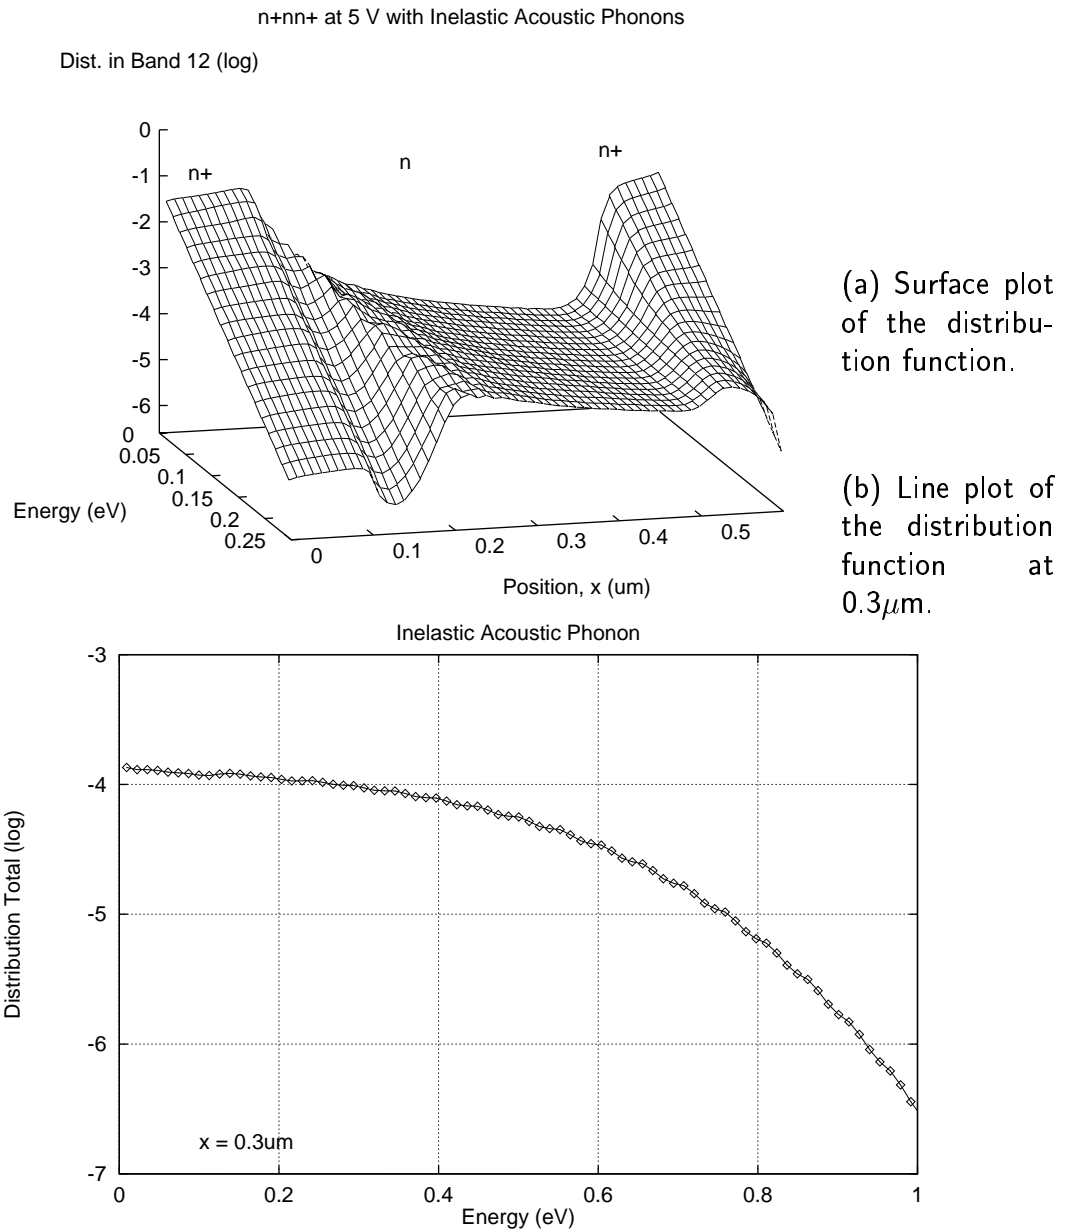 n+nn+ at 5 V with Inelastic Acoustic Phonons
Dist. in Band 12 (log)
0
-1
-2
-3
-4
-5
-6
n+
n
n+
0
0.05
0.1
0.15
0.2
0.25
Energy (eV)
0
0.1
0.2
0.3
0.4
0.5
Position, x (um)
(a) Surface plot
of the distribu-
tion function.
(b) Line plot of
the distribution
function at
0.3μm.
Inelastic Acoustic Phonon
-3
-4
-5
-6
-7
Distribution Total (log)
x = 0.3um
0
0.2
0.4
0.6
0.8
1
Energy (eV)